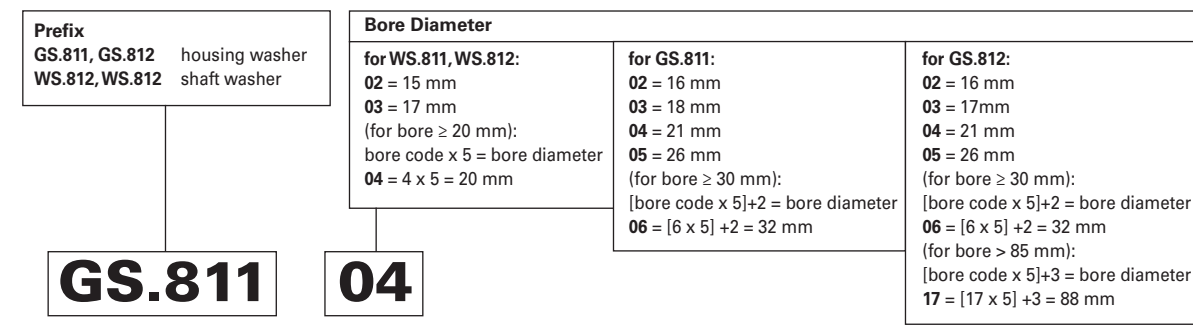 Prefix
GS.811, GS.812 housing washer
WS.812, WS.812 shaft washer
Bore Diameter
for WS.811, WS.812:
02 = 15 mm
03 = 17 mm
(for bore ≥ 20 mm):
bore code x 5 = bore diameter
04 = 4 x 5 = 20 mm
for GS.811:
02 = 16 mm
03 = 18 mm
04 = 21 mm
05 = 26 mm
(for bore ≥ 30 mm):
[bore code x 5]+2 = bore diameter
06 = [6 x 5] +2 = 32 mm
for GS.812:
02 = 16 mm
03 = 17mm
04 = 21 mm
05 = 26 mm
(for bore ≥ 30 mm):
[bore code x 5]+2 = bore diameter
06 = [6 x 5] +2 = 32 mm
(for bore > 85 mm):
[bore code x 5]+3 = bore diameter
17 = [17 x 5] +3 = 88 mm
GS.811 04